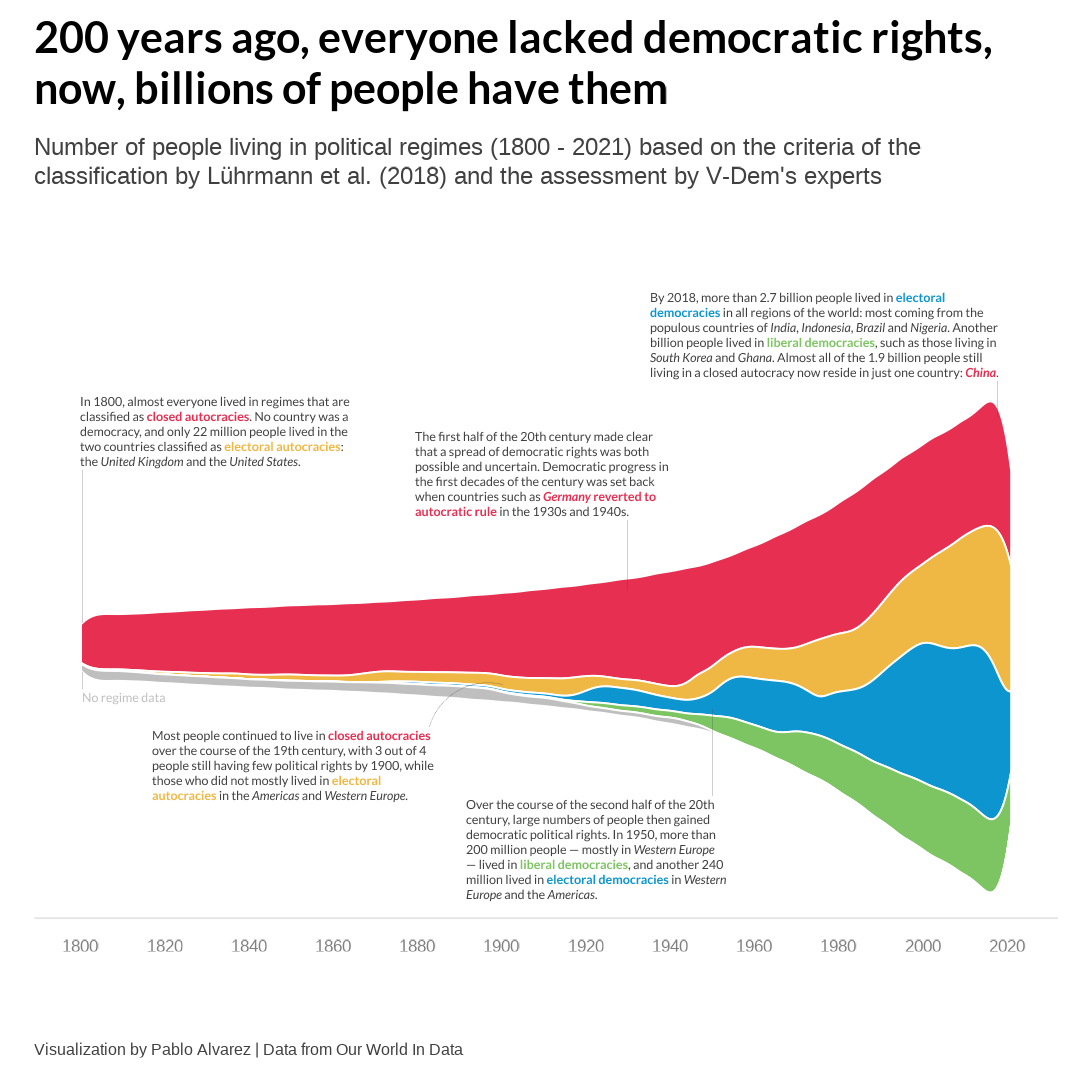 200 years ago, everyone lacked democratic rights,
now, billions of people have them
Number of people living in political regimes (1800 - 2021) based on the criteria of the
classification by Lührmann et al. (2018) and the assessment by V-Dem's experts
By 2018, more than 2.7 billion people lived in electoral
democracies in all regions of the world: most coming from the
populous countries of India, Indonesia, Brazil and Nigeria. Another
billion people lived in liberal democracies, such as those living in
South Korea and Ghana. Almost all of the 1.9 billion people still
living in a closed autocracy now reside in just one country: China.
In 1800, almost everyone lived in regimes that are
classified as closed autocracies. No country was a
democracy, and only 22 million people lived in the
two countries classified as electoral autocracies:
the United Kingdom and the United States.
The first half of the 20th century made clear
that a spread of democratic rights was both
possible and uncertain. Democratic progress in
the first decades of the century was set back
when countries such as Germany reverted to
autocratic rule in the 1930s and 1940s.
No regime data
Most people continued to live in closed autocracies
over the course of the 19th century, with 3 out of 4
people still having few political rights by 1900, while
those who did not mostly lived in electoral
autocracies in the Americas and Western Europe.
Over the course of the second half of the 20th
century, large numbers of people then gained
democratic political rights. In 1950, more than
200 million people — mostly in Western Europe
— lived in liberal democracies, and another 240
million lived in electoral democracies in Western
Europe and the Americas.
1800 1820 1840 1860 1880 1900 1920 1940 1960 1980 2000 2020
Visualization by Pablo Alvarez | Data from Our World In Data